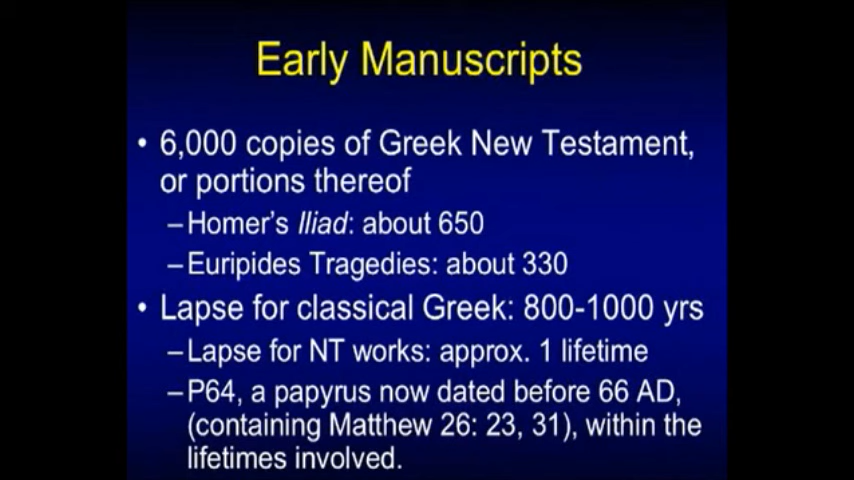 Early Manuscripts
• 6,000 copies of Greek New Testament,
or portions thereof
–Homer's Iliad: about 650
–Euripides Tragedies: about 330
• Lapse for classical Greek: 800-1000 yrs
–Lapse for NT works: approx. 1 lifetime
–P64, a papyrus now dated before 66 AD,
(containing Matthew 26: 23, 31), within the
lifetimes involved.